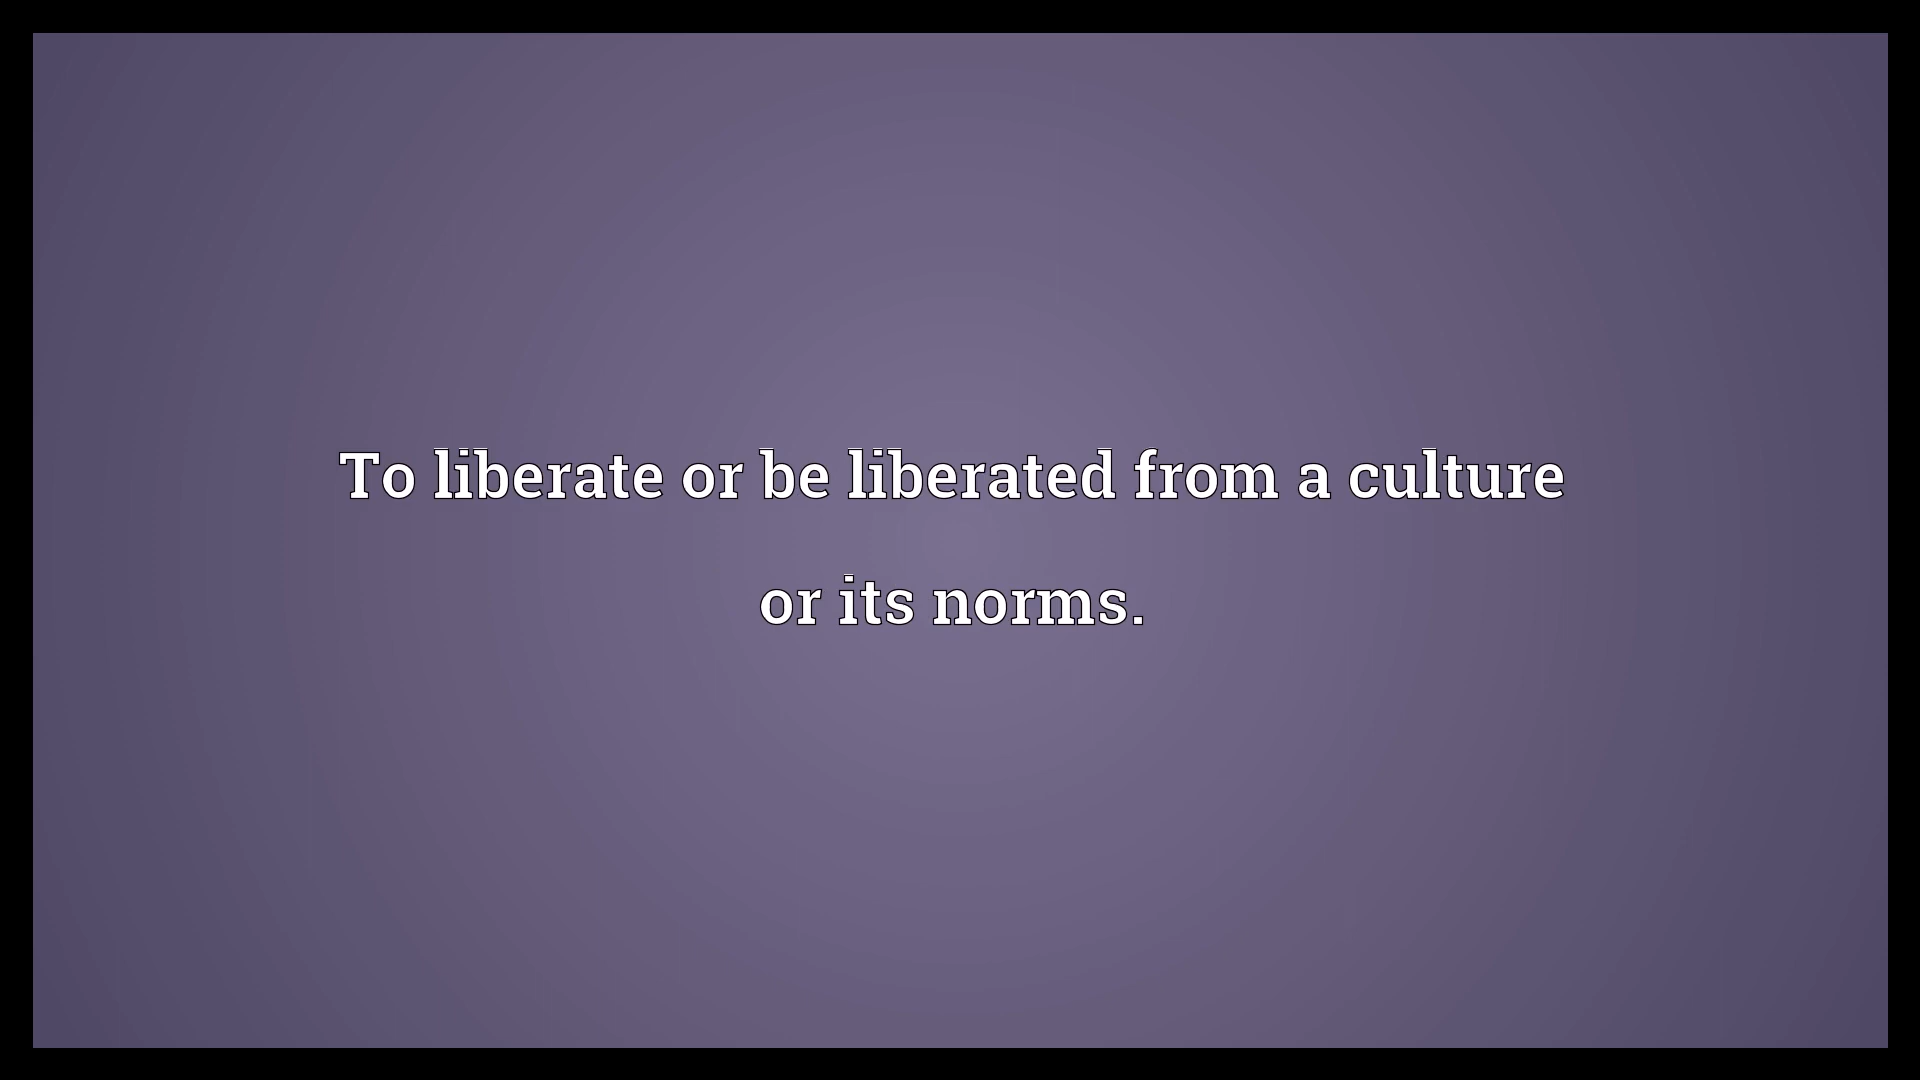 To liberate or be liberated from a culture
or its norms.